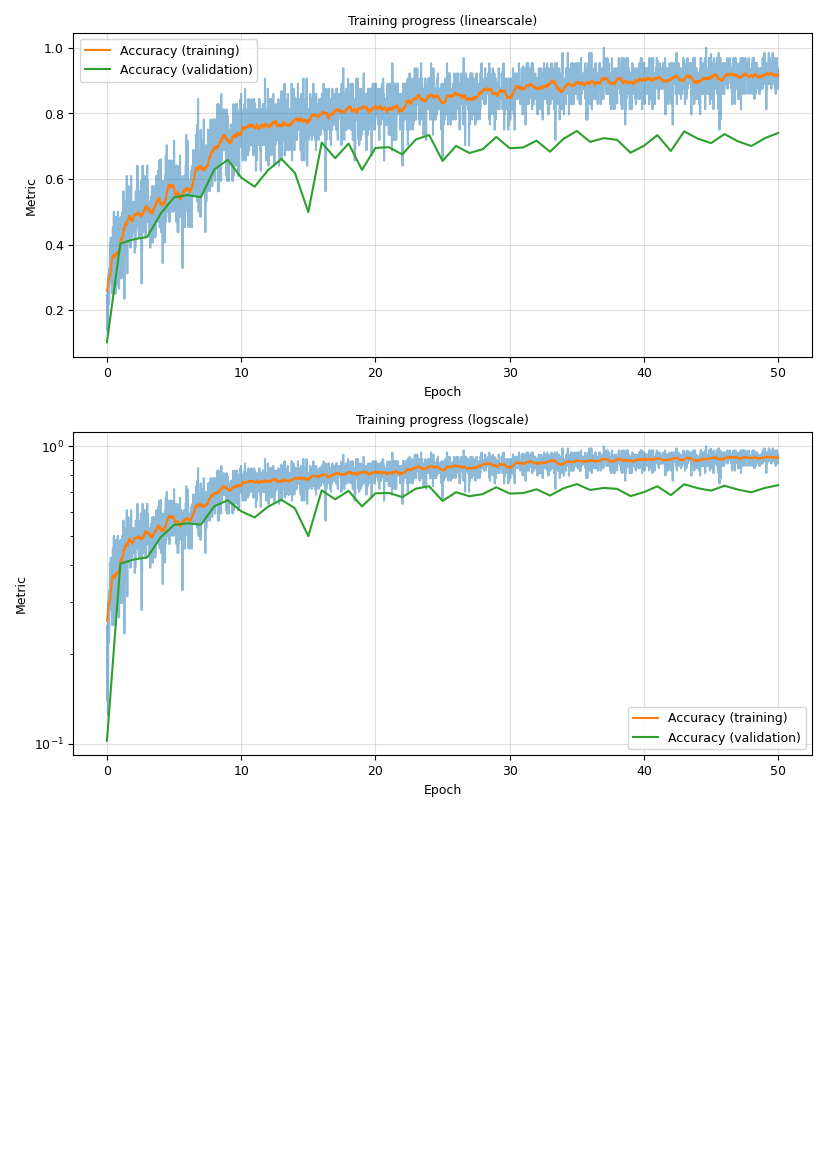 Training progress (linearscale)
Accuracy (training)
Accuracy (validation)
1.0
0.8
0.6
0.4
0.2
Metric
0 10 20 30 40 50
Epoch
Training progress (logscale)
10⁰
10⁻¹
Metric
Accuracy (training)
Accuracy (validation)
0 10 20 30 40 50
Epoch